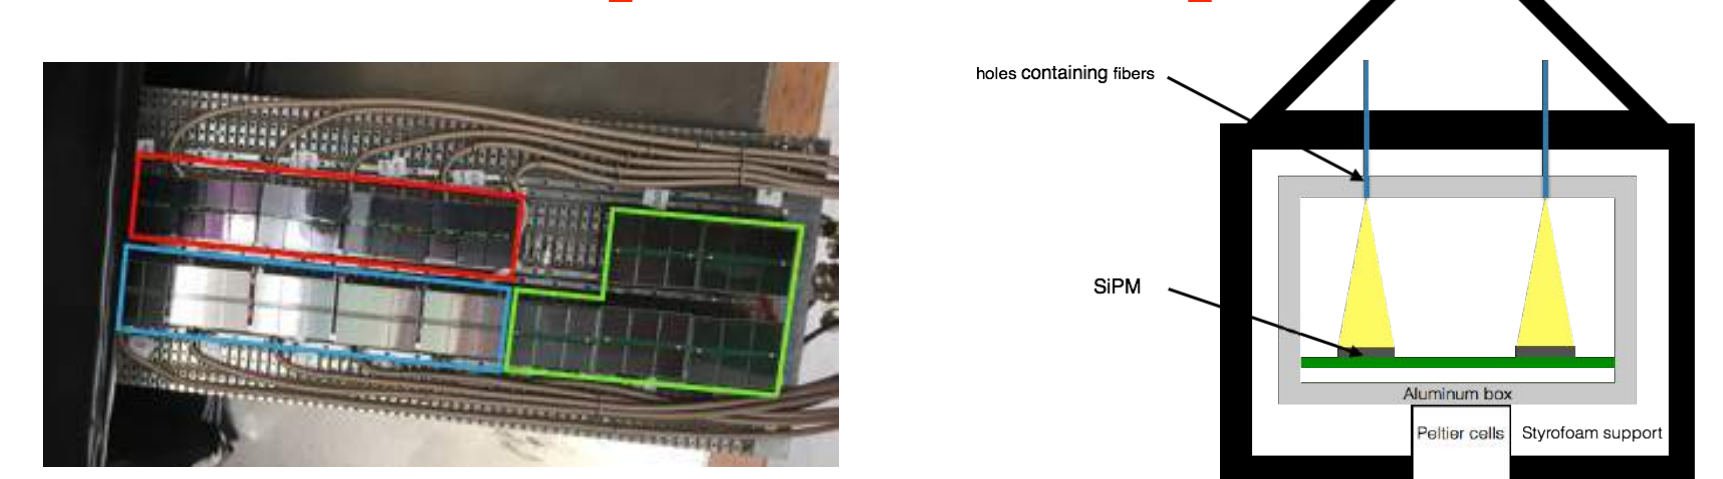 holes containing fibers
SiPM
Aluminum box
Peltier cells
Styrofoam support